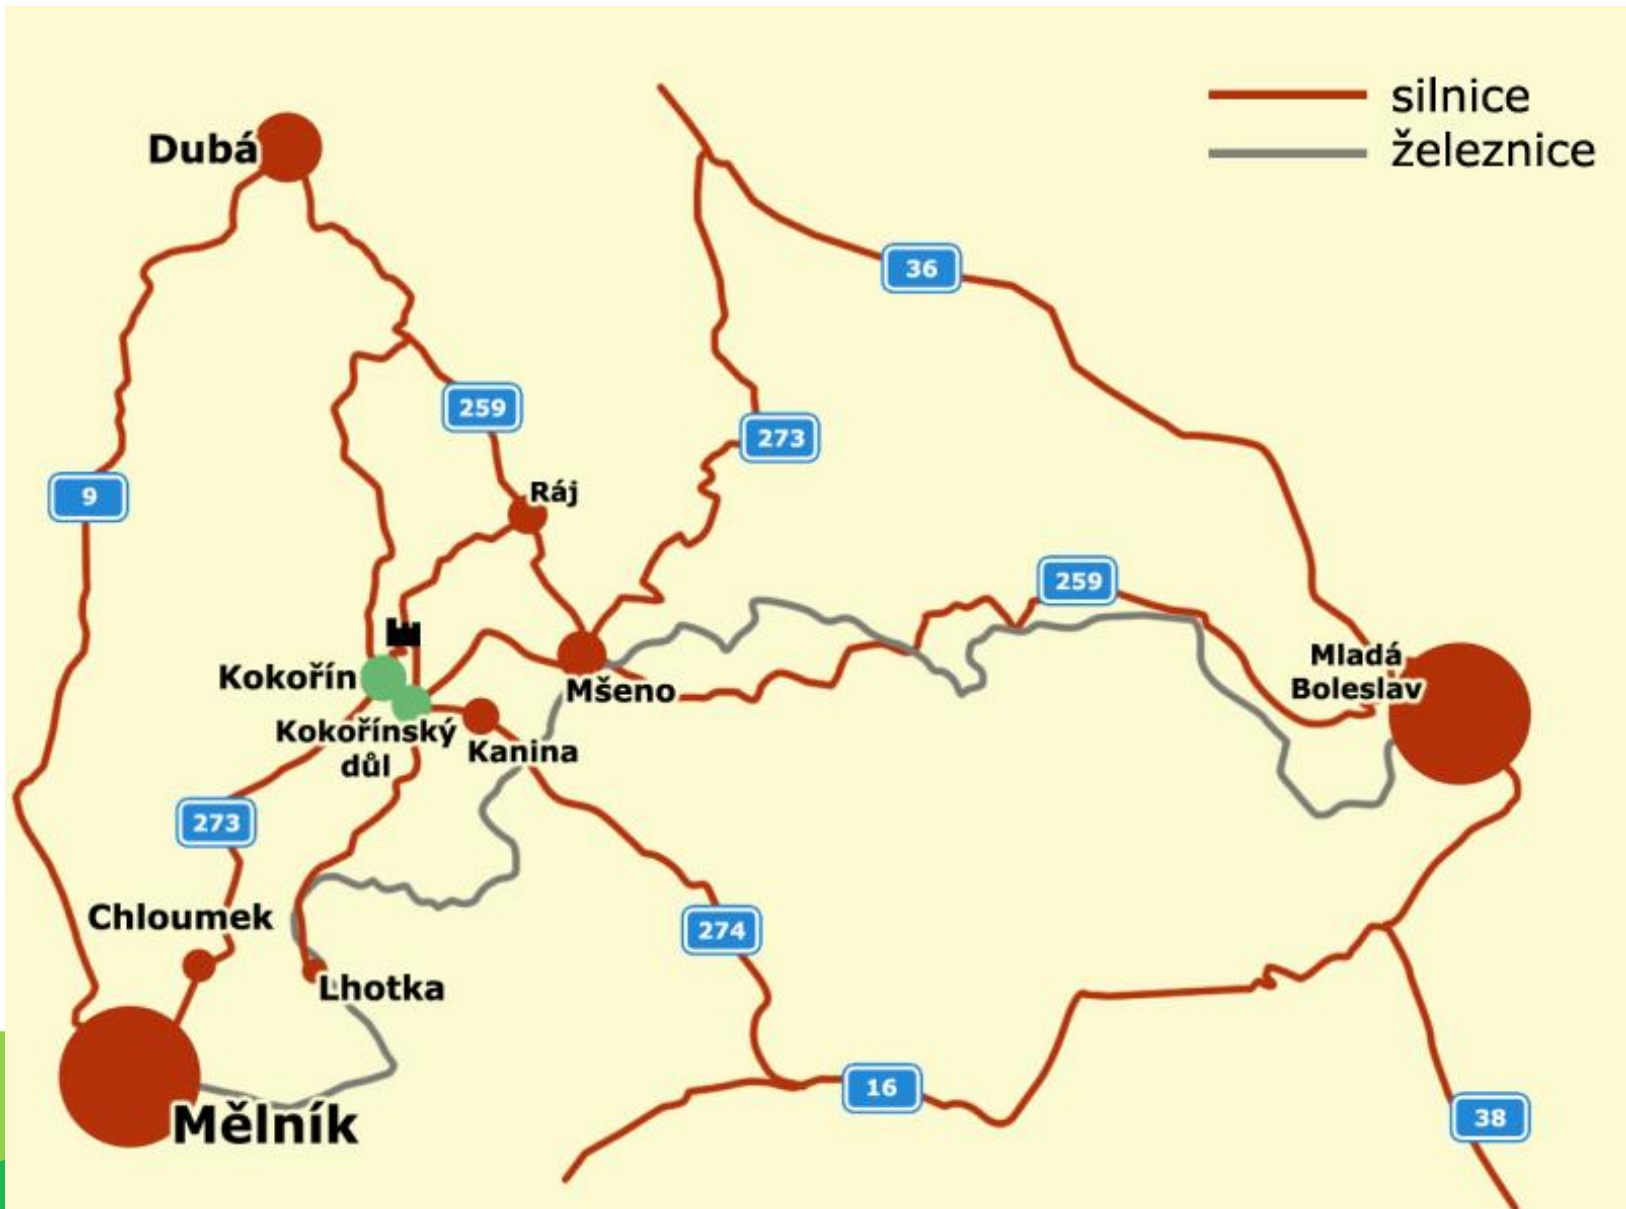 silnice
železnice
Dubá
36
259
273
9
Ráj
259
Mladá
Boleslav
Kokořín
Mšeno
Kokořínský
důl
Kanina
273
Chloumek
274
Lhotka
16
Mělník
38